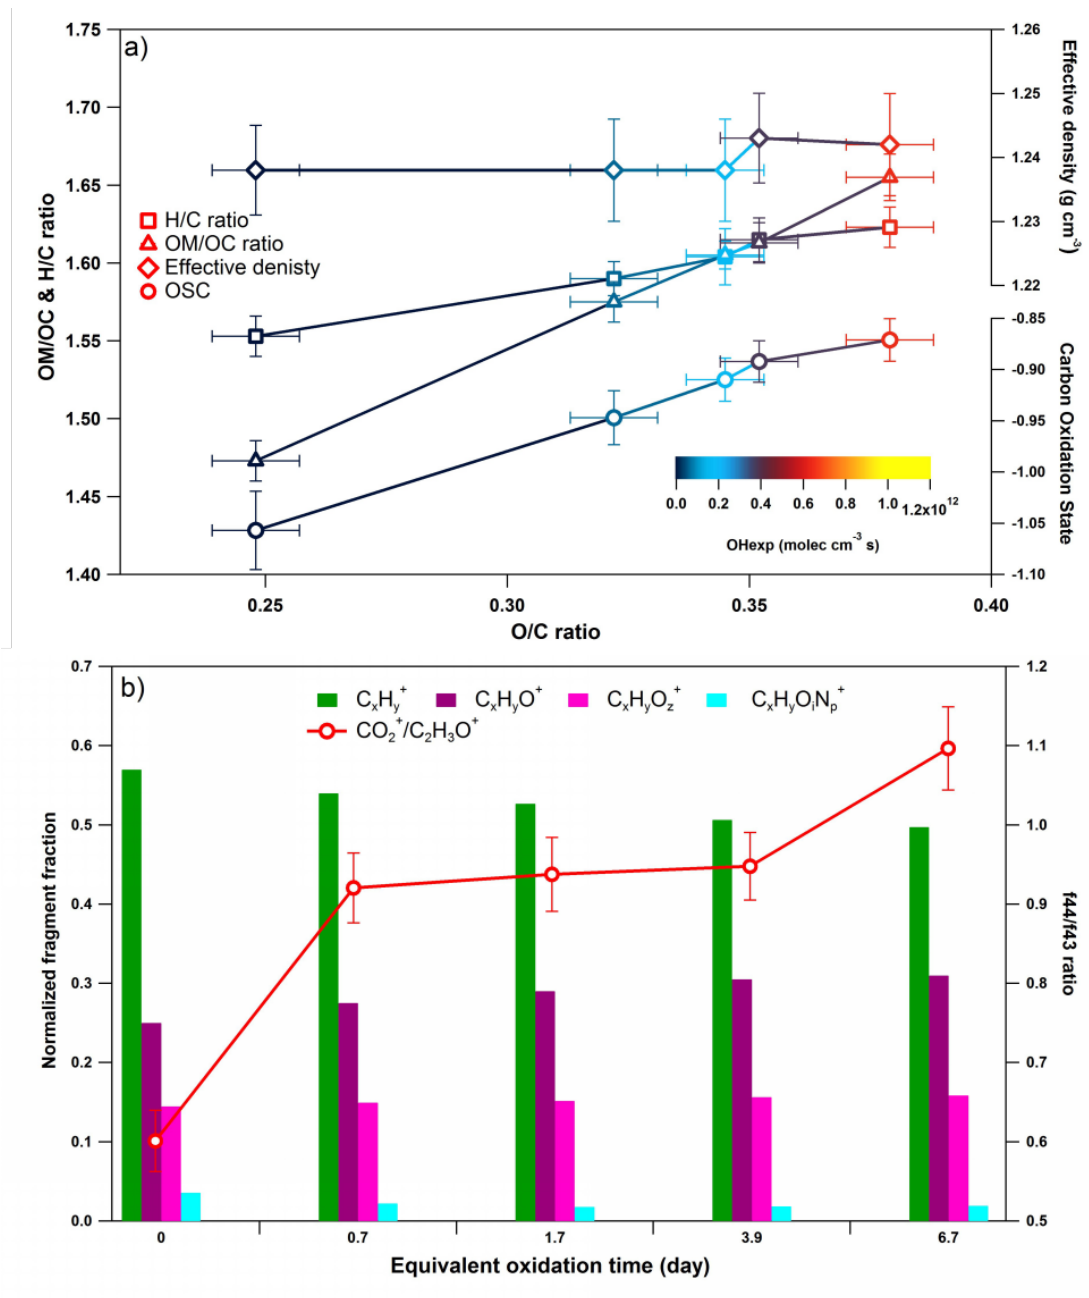 a)
1.75
1.70
1.65
1.60
1.55
1.50
1.45
1.40
OM/OC & H/C ratio
H/C ratio
OM/OC ratio
Effective denisty
OSC
1.26
1.25
1.24
1.23
1.22
Effective density (g cm⁻³)
-0.85
-0.90
-0.95
-1.00
-1.05
-1.10
Carbon Oxidation State
0.0 0.2 0.4 0.6 0.8 1.0 1.2x10¹²
OHexp (molec cm⁻³ s)
0.25 0.30 0.35 0.40
O/C ratio
b)
0.7
0.6
0.5
0.4
0.3
0.2
0.1
0.0
Normalized fragment fraction
CₓHᵧ⁺ CₓHᵧO⁺ CₓHᵧO_z⁺ CₓHᵧOᵢNₚ⁺
CO₂⁺/C₂H₃O⁺
1.2
1.1
1.0
0.9
0.8
0.7
0.6
0.5
f44/f43 ratio
0 0.7 1.7 3.9 6.7
Equivalent oxidation time (day)